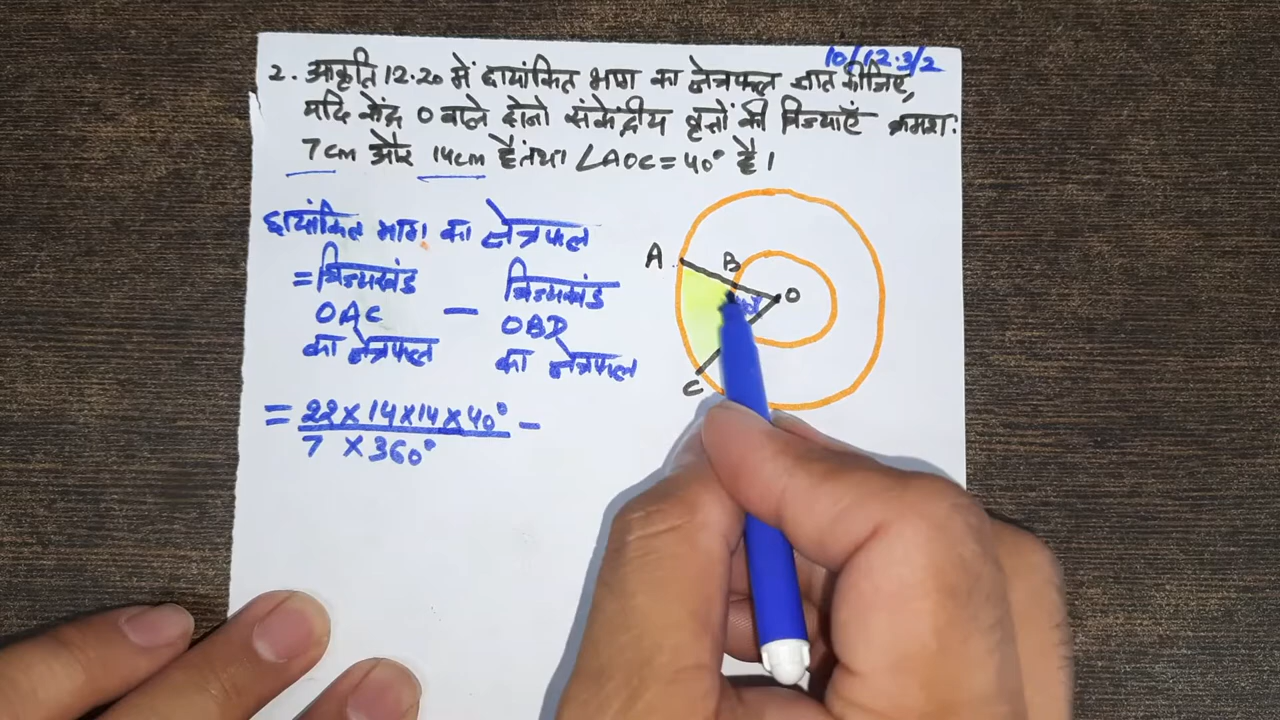 10/12.3/2
2. आकृति 12.20 में छायांकित भाग का क्षेत्रफल ज्ञात कीजिए,
यदि केंद्र O वाले दोनो संकेंद्रीय वृत्तों की त्रिज्याएँ क्रमश:
7cm और 14cm हैं तथा ∠AOC = 40° है।
छायांकित भाग का क्षेत्रफल
= त्रिज्यखंड OAC का क्षेत्रफल − त्रिज्यखंड OBD का क्षेत्रफल
A B O
C
= 22 × 14 × 14 × 40° −
7 × 360°